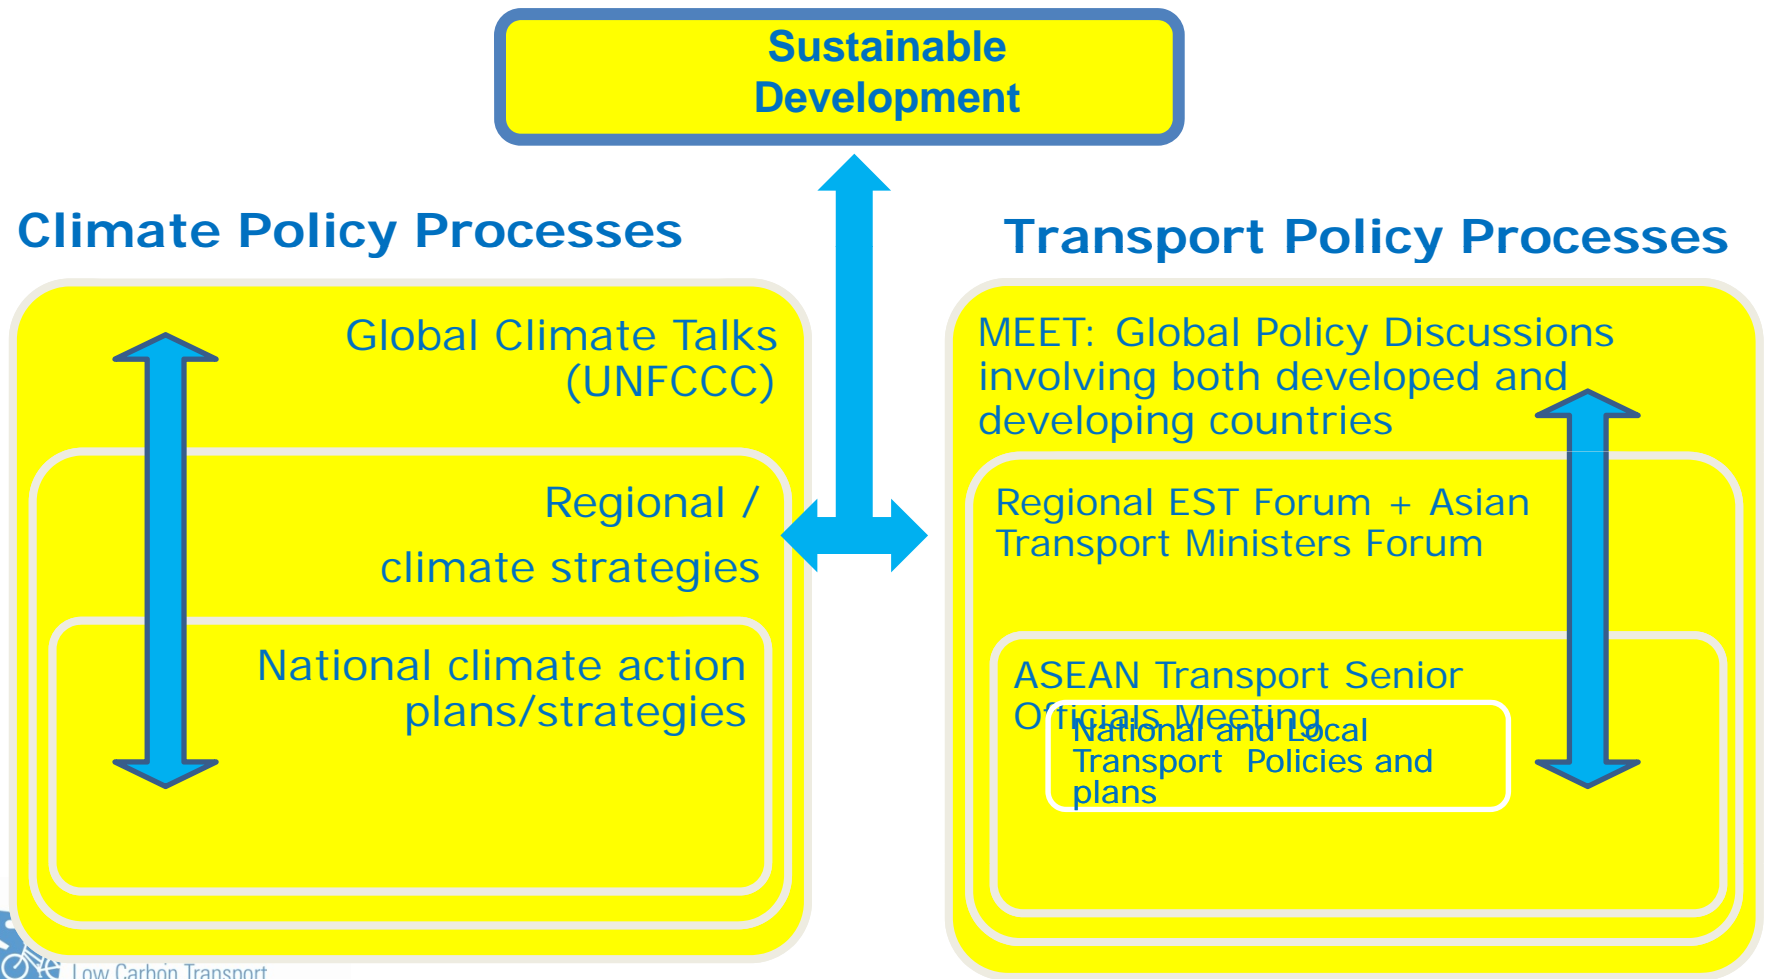 Sustainable
Development
Climate Policy Processes
Global Climate Talks
(UNFCCC)
Regional /
climate strategies
National climate action
plans/strategies
Transport Policy Processes
MEET: Global Policy Discussions
involving both developed and
developing countries
Regional EST Forum + Asian
Transport Ministers Forum
ASEAN Transport Senior
Officials Meeting
National and Local
Transport Policies and
plans
Low Carbon Transport